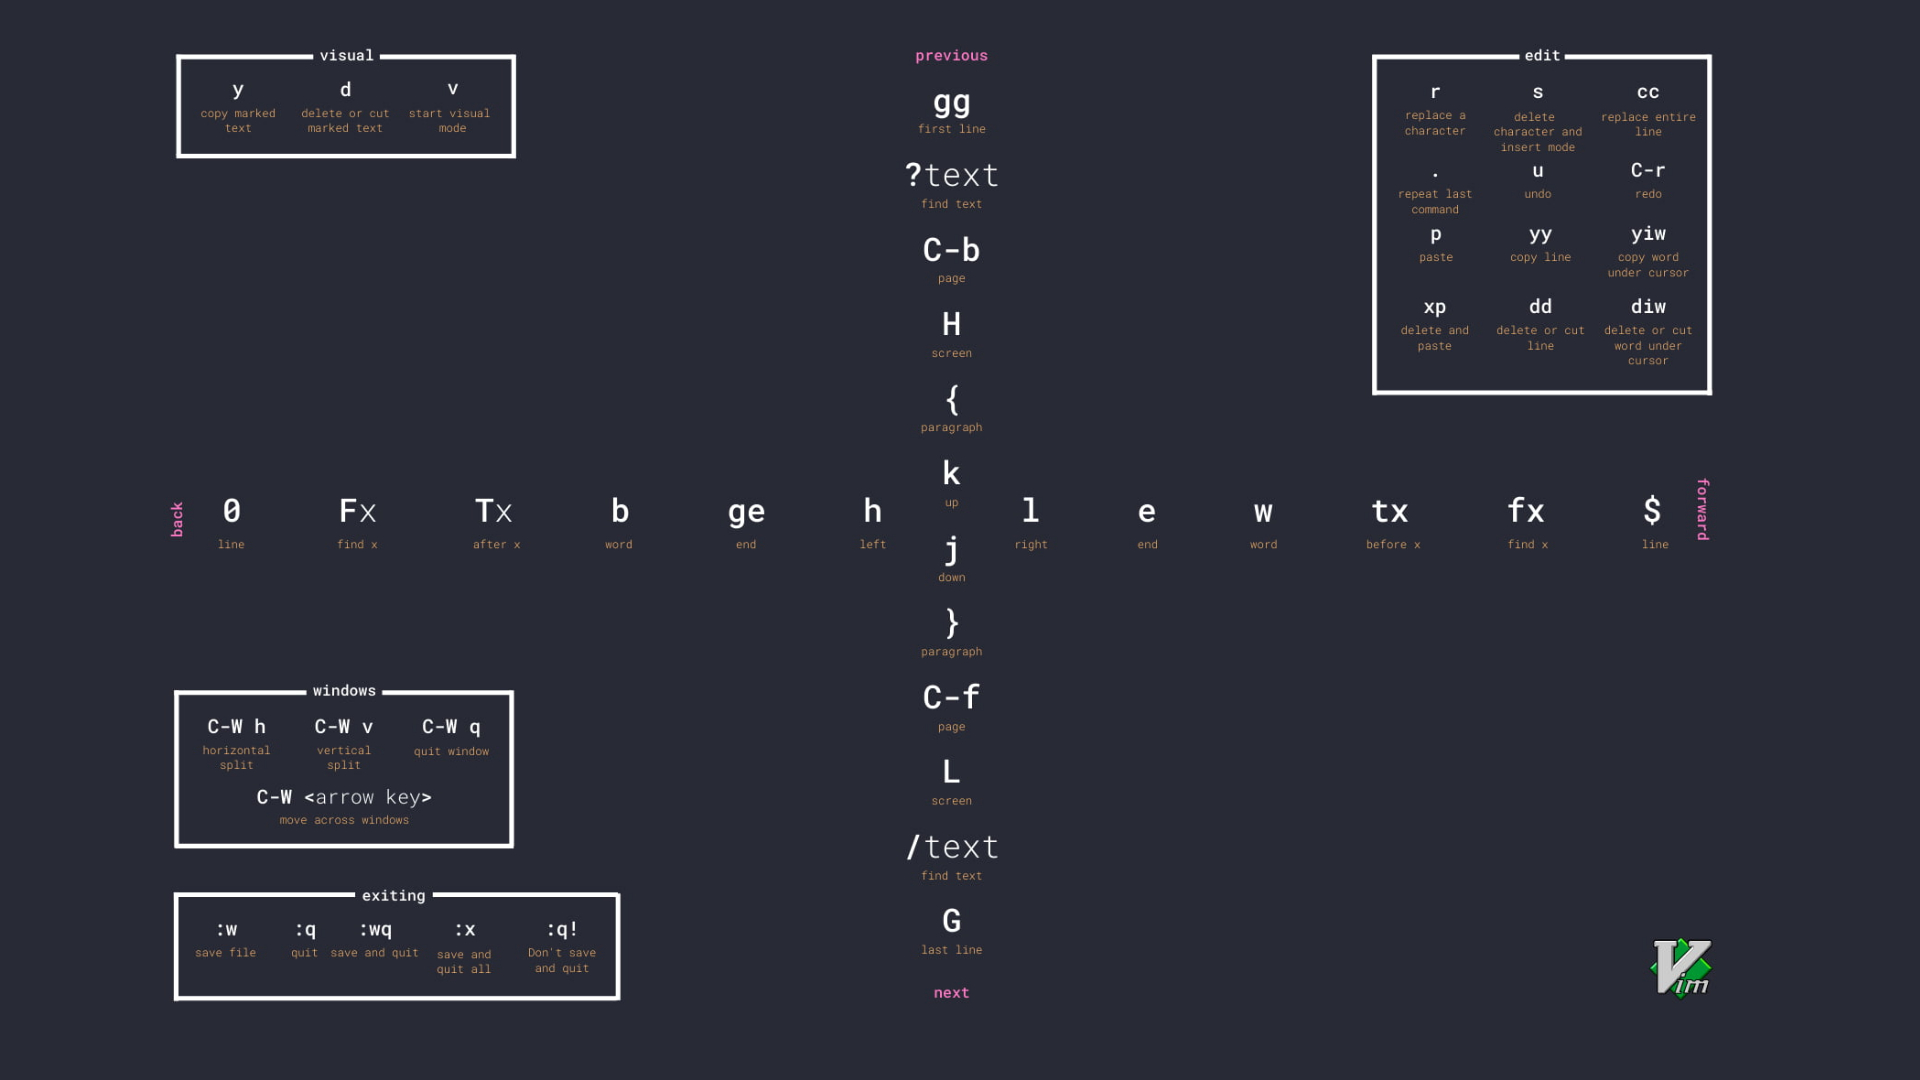 visual
y d v
copy marked delete or cut start visual
text marked text mode
previous
gg
first line
?text
find text
C-b
page
H
screen
{
paragraph
k
up
edit
r s cc
replace a delete replace entire
character character and line
insert mode
. u C-r
repeat last undo redo
command
p yy yiw
paste copy line copy word
under cursor
xp dd diw
delete and delete or cut delete or cut
paste line word under
cursor
back
0 Fx Tx b ge h l e w tx fx $
line find x after x word end left right end word before x find x line
forward
j
down
}
paragraph
C-f
page
L
screen
/text
find text
G
last line
next
windows
C-W h C-W v C-W q
horizontal vertical quit window
split split
C-W <arrow key>
move across windows
exiting
:w :q :wq :x :q!
save file quit save and quit save and Don't save
quit all and quit
Vim